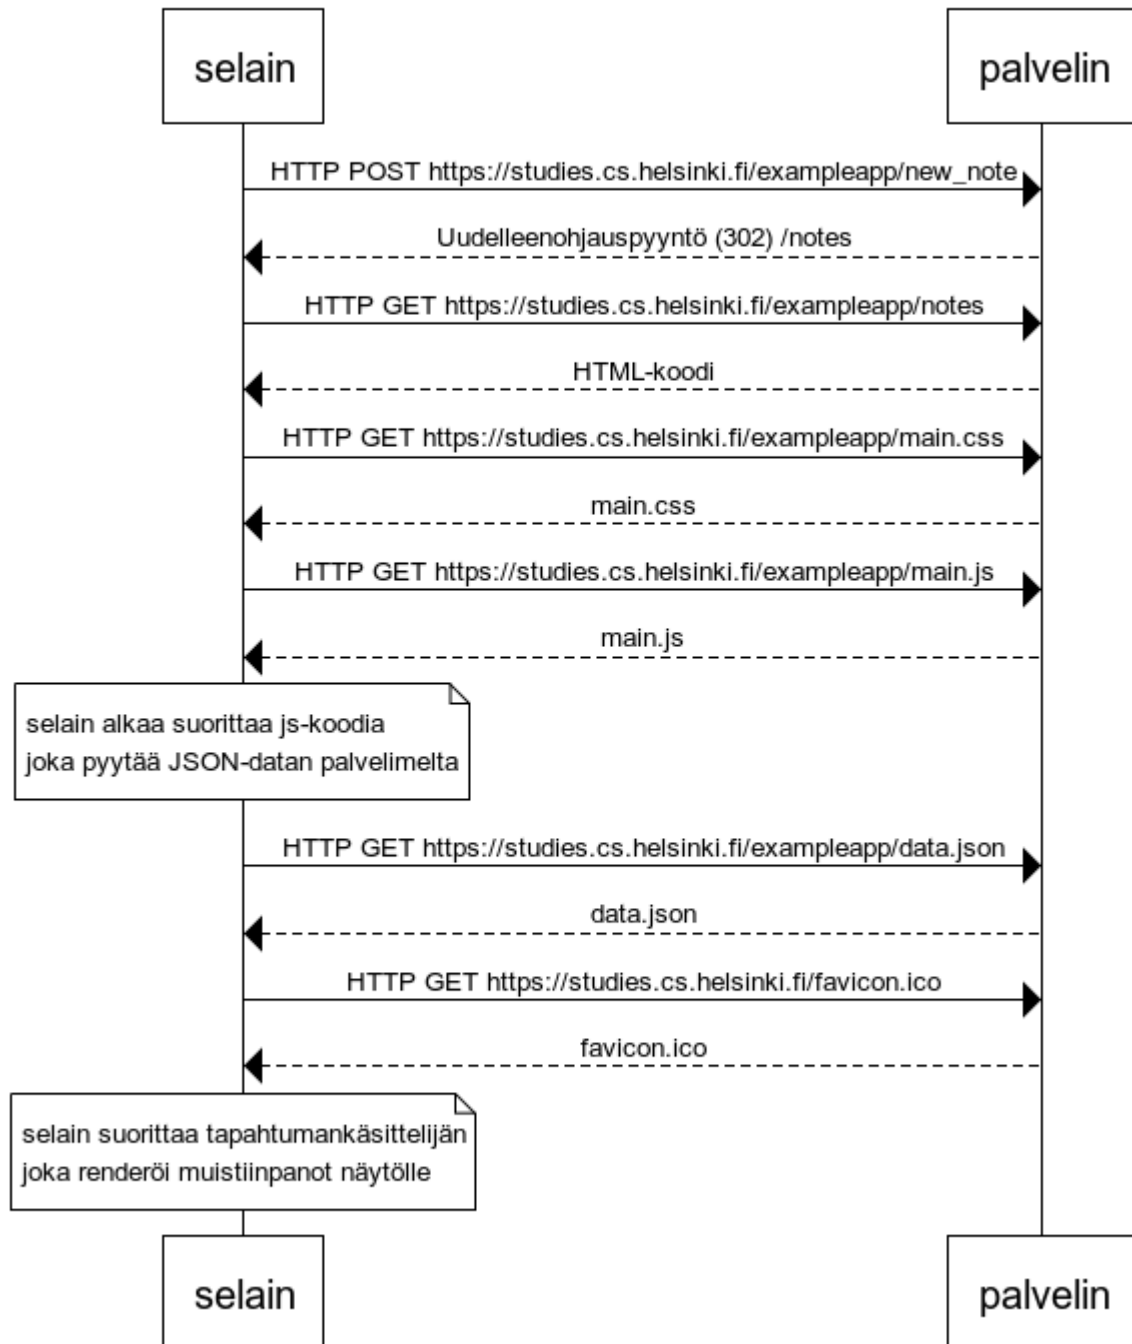 selain
palvelin
HTTP POST https://studies.cs.helsinki.fi/exampleapp/new_note
Uudelleenohjauspyyntö (302) /notes
HTTP GET https://studies.cs.helsinki.fi/exampleapp/notes
HTML-koodi
HTTP GET https://studies.cs.helsinki.fi/exampleapp/main.css
main.css
HTTP GET https://studies.cs.helsinki.fi/exampleapp/main.js
main.js
selain alkaa suorittaa js-koodia
joka pyytää JSON-datan palvelimelta
HTTP GET https://studies.cs.helsinki.fi/exampleapp/data.json
data.json
HTTP GET https://studies.cs.helsinki.fi/favicon.ico
favicon.ico
selain suorittaa tapahtumankäsittelijän
joka renderöi muistiinpanot näytölle
selain
palvelin